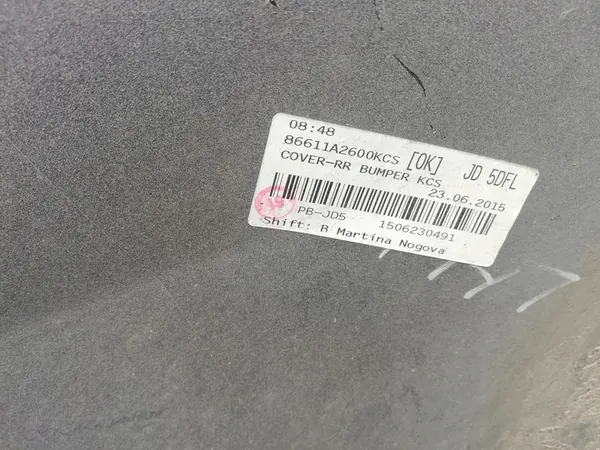 08:48
86611A2600KCS [OK] JD 5DFL
COVER-RR BUMPER KCS
23.06.2015
PB-JD5 1506230491
Shift: B Martina Nogova